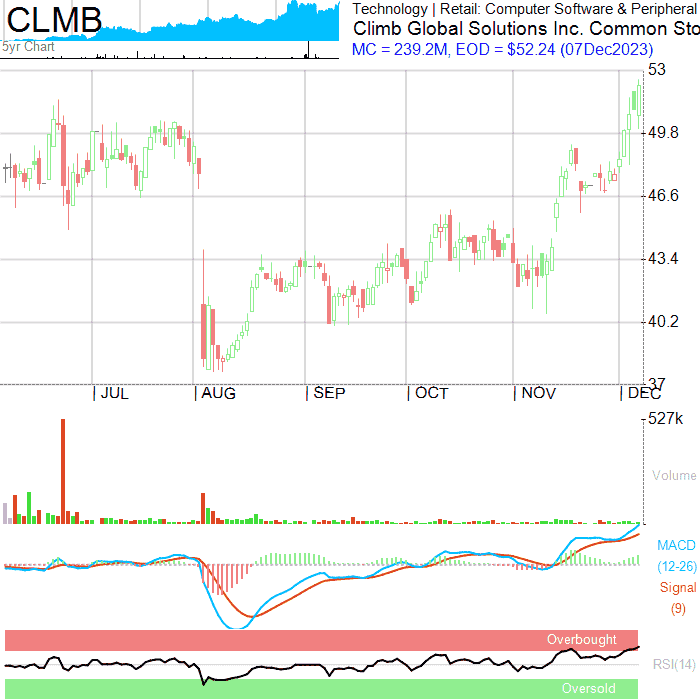 CLMB
5yr Chart
Technology | Retail: Computer Software & Peripheral
Climb Global Solutions Inc. Common Sto
MC = 239.2M, EOD = $52.24 (07Dec2023)
53
49.8
46.6
43.4
40.2
37
JUL AUG SEP OCT NOV DEC
527k
Volume
MACD
(12-26)
Signal
(9)
Overbought
RSI(14)
Oversold